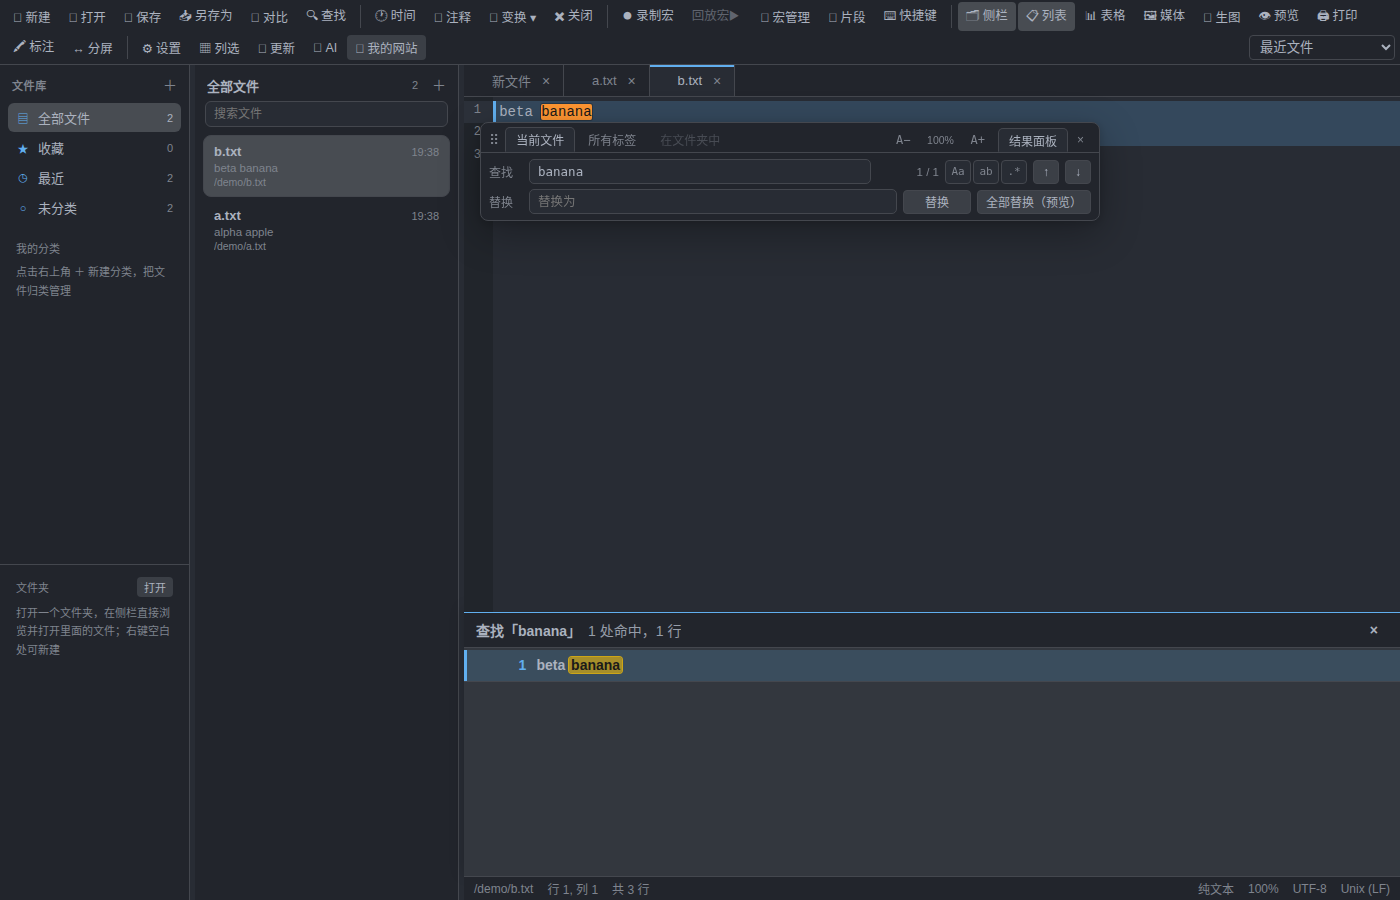 新建 打开 保存 另存为 对比 查找 时间 注释 变换 ▾ 关闭 录制宏 回放宏▶ 宏管理 片段 快捷键 侧栏 列表 表格 媒体 生图 预览 打印
标注 ↔ 分屏 ⚙ 设置 列选 更新 AI 我的网站 最近文件
文件库 +
全部文件 2
收藏 0
最近 2
未分类 2
我的分类
点击右上角 ＋ 新建分类，把文
件归类管理
文件夹 打开
打开一个文件夹，在侧栏直接浏
览并打开里面的文件；右键空白
处可新建
全部文件 2 +
搜索文件
b.txt 19:38
beta banana
/demo/b.txt
a.txt 19:38
alpha apple
/demo/a.txt
新文件 × a.txt × b.txt ×
1 beta banana
2
3
当前文件 所有标签 在文件夹中 A− 100% A+ 结果面板 ×
查找 banana 1 / 1 Aa ab .* ↑ ↓
替换 替换为 替换 全部替换（预览）
查找「banana」 1 处命中，1 行 ×
1 beta banana
/demo/b.txt 行 1, 列 1 共 3 行 纯文本 100% UTF-8 Unix (LF)